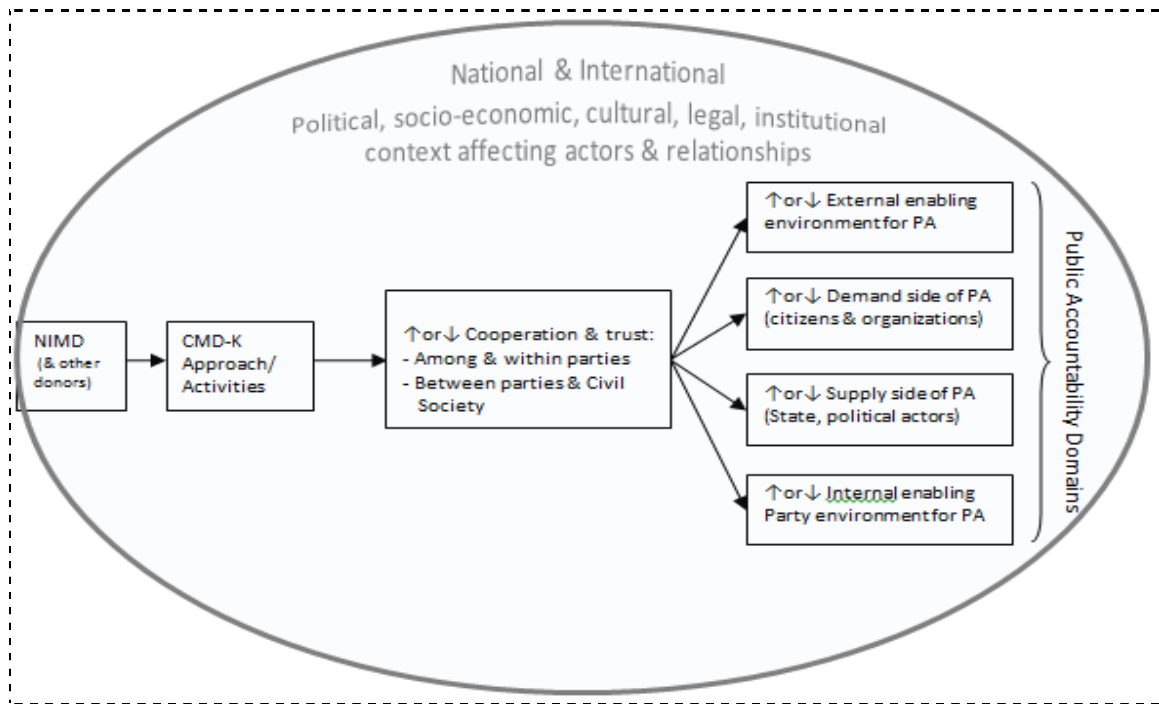 National & International
Political, socio-economic, cultural, legal, institutional
context affecting actors & relationships
NIMD
(& other
donors)
CMD-K
Approach/
Activities
↑or↓ Cooperation & trust:
- Among & within parties
- Between parties & Civil
Society
↑or↓ External enabling
environment for PA
↑or↓ Demand side of PA
(citizens & organizations)
↑or↓ Supply side of PA
(State, political actors)
↑or↓ Internal enabling
Party environment for PA
Public Accountability Domains